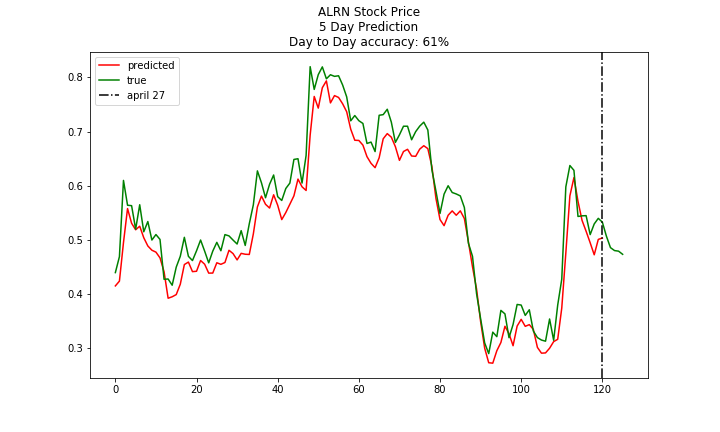 ALRN Stock Price
5 Day Prediction
Day to Day accuracy: 61%
predicted
true
april 27
0.8
0.7
0.6
0.5
0.4
0.3
0 20 40 60 80 100 120